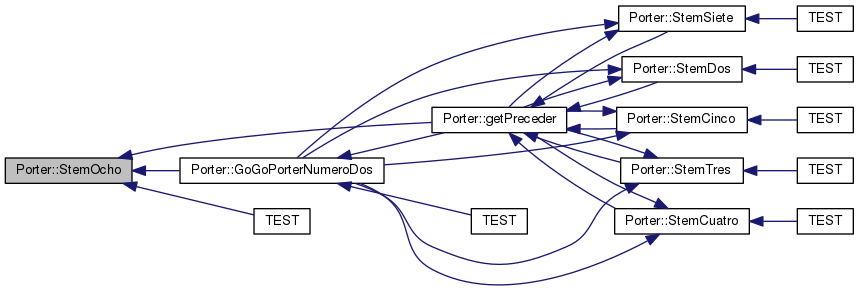 Porter::StemSiete
TEST
Porter::StemDos
TEST
Porter::getPreceder
Porter::StemCinco
TEST
Porter::StemOcho
Porter::GoGoPorterNumeroDos
Porter::StemTres
TEST
TEST
TEST
Porter::StemCuatro
TEST